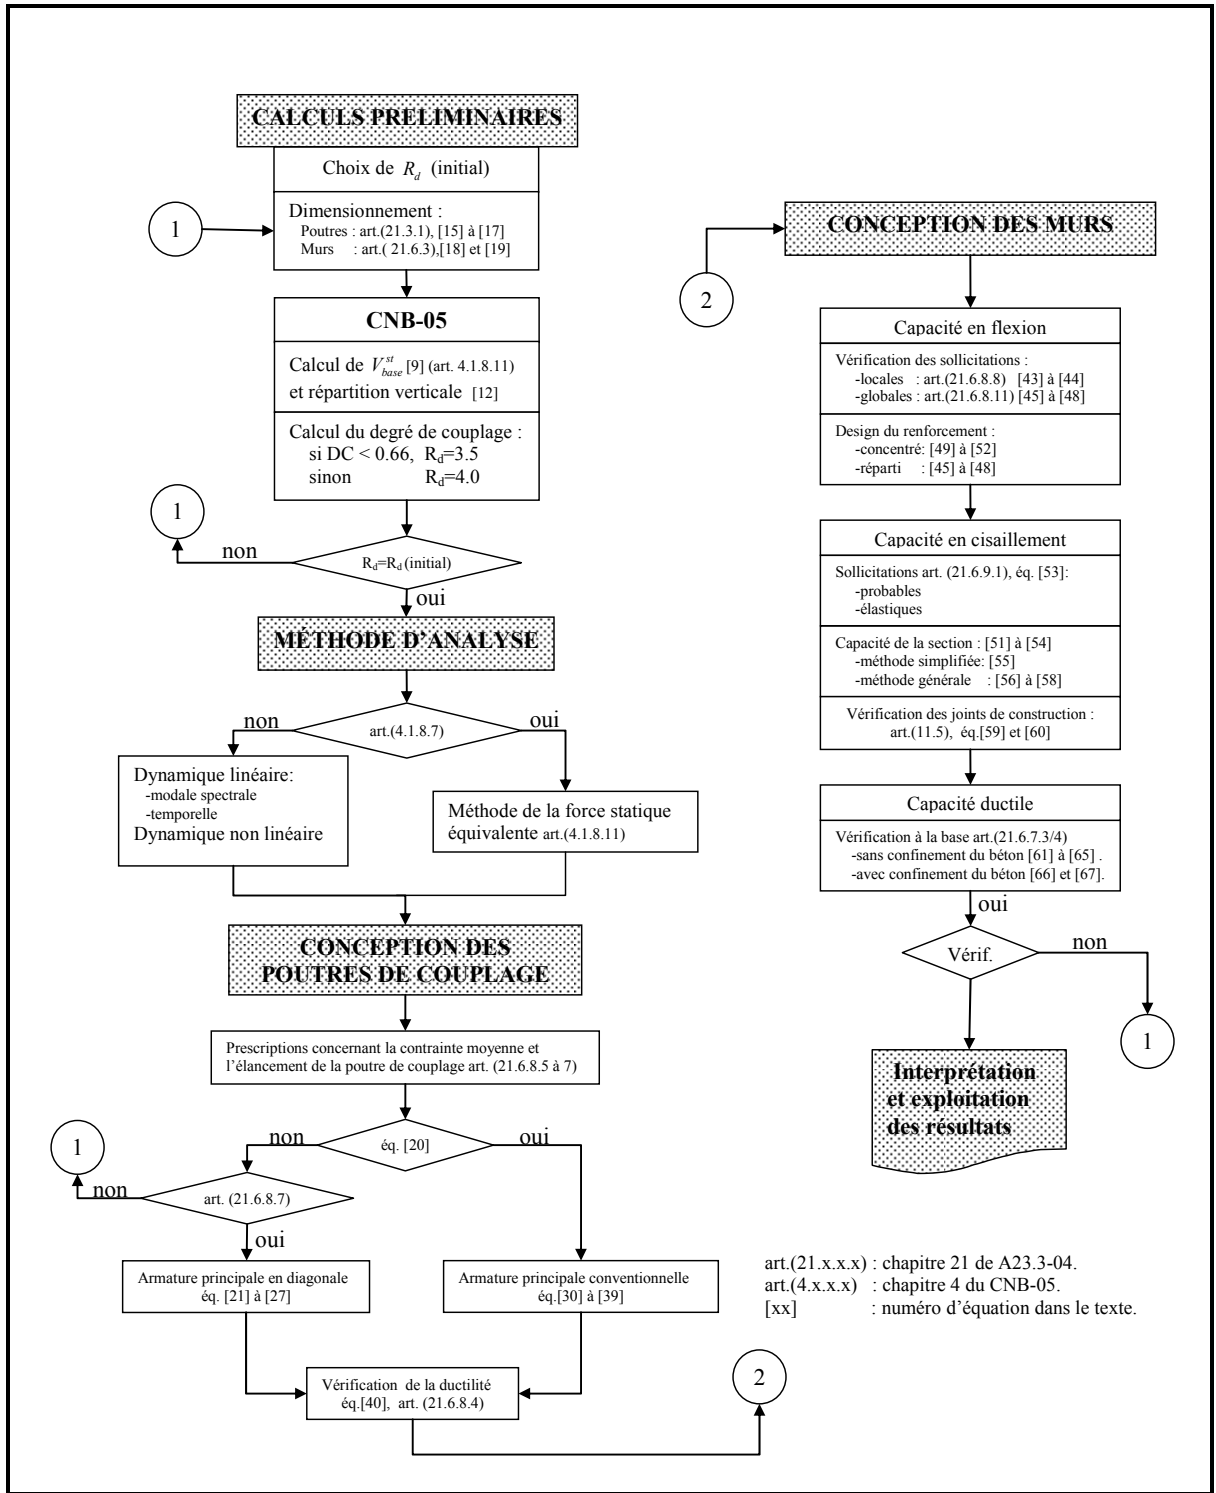 CALCULS PRELIMINAIRES
Choix de R_d (initial)
1
Dimensionnement :
Poutres : art.(21.3.1), [15] à [17]
Murs : art.( 21.6.3),[18] et [19]
CNB-05
Calcul de V_base^st [9] (art. 4.1.8.11)
et répartition verticale [12]
Calcul du degré de couplage :
si DC < 0.66, R_d=3.5
sinon R_d=4.0
1
non
R_d=R_d (initial)
oui
MÉTHODE D'ANALYSE
non
art.(4.1.8.7)
oui
Dynamique linéaire:
-modale spectrale
-temporelle
Dynamique non linéaire
Méthode de la force statique
équivalente art.(4.1.8.11)
CONCEPTION DES
POUTRES DE COUPLAGE
Prescriptions concernant la contrainte moyenne et
l'élancement de la poutre de couplage art. (21.6.8.5 à 7)
non
éq. [20]
oui
1
non
art. (21.6.8.7)
oui
Armature principale en diagonale
éq. [21] à [27]
Armature principale conventionnelle
éq.[30] à [39]
Vérification de la ductilité
éq.[40], art. (21.6.8.4)
2
CONCEPTION DES MURS
2
Capacité en flexion
Vérification des sollicitations :
-locales : art.(21.6.8.8) [43] à [44]
-globales : art.(21.6.8.11) [45] à [48]
Design du renforcement :
-concentré: [49] à [52]
-réparti : [45] à [48]
Capacité en cisaillement
Sollicitations art. (21.6.9.1), éq. [53]:
-probables
-élastiques
Capacité de la section : [51] à [54]
-méthode simplifiée: [55]
-méthode générale : [56] à [58]
Vérification des joints de construction :
art.(11.5), éq.[59] et [60]
Capacité ductile
Vérification à la base art.(21.6.7.3/4)
-sans confinement du béton [61] à [65] .
-avec confinement du béton [66] et [67].
oui
Vérif.
non
1
Interprétation
et exploitation
des résultats
art.(21.x.x.x) : chapitre 21 de A23.3-04.
art.(4.x.x.x) : chapitre 4 du CNB-05.
[xx] : numéro d'équation dans le texte.